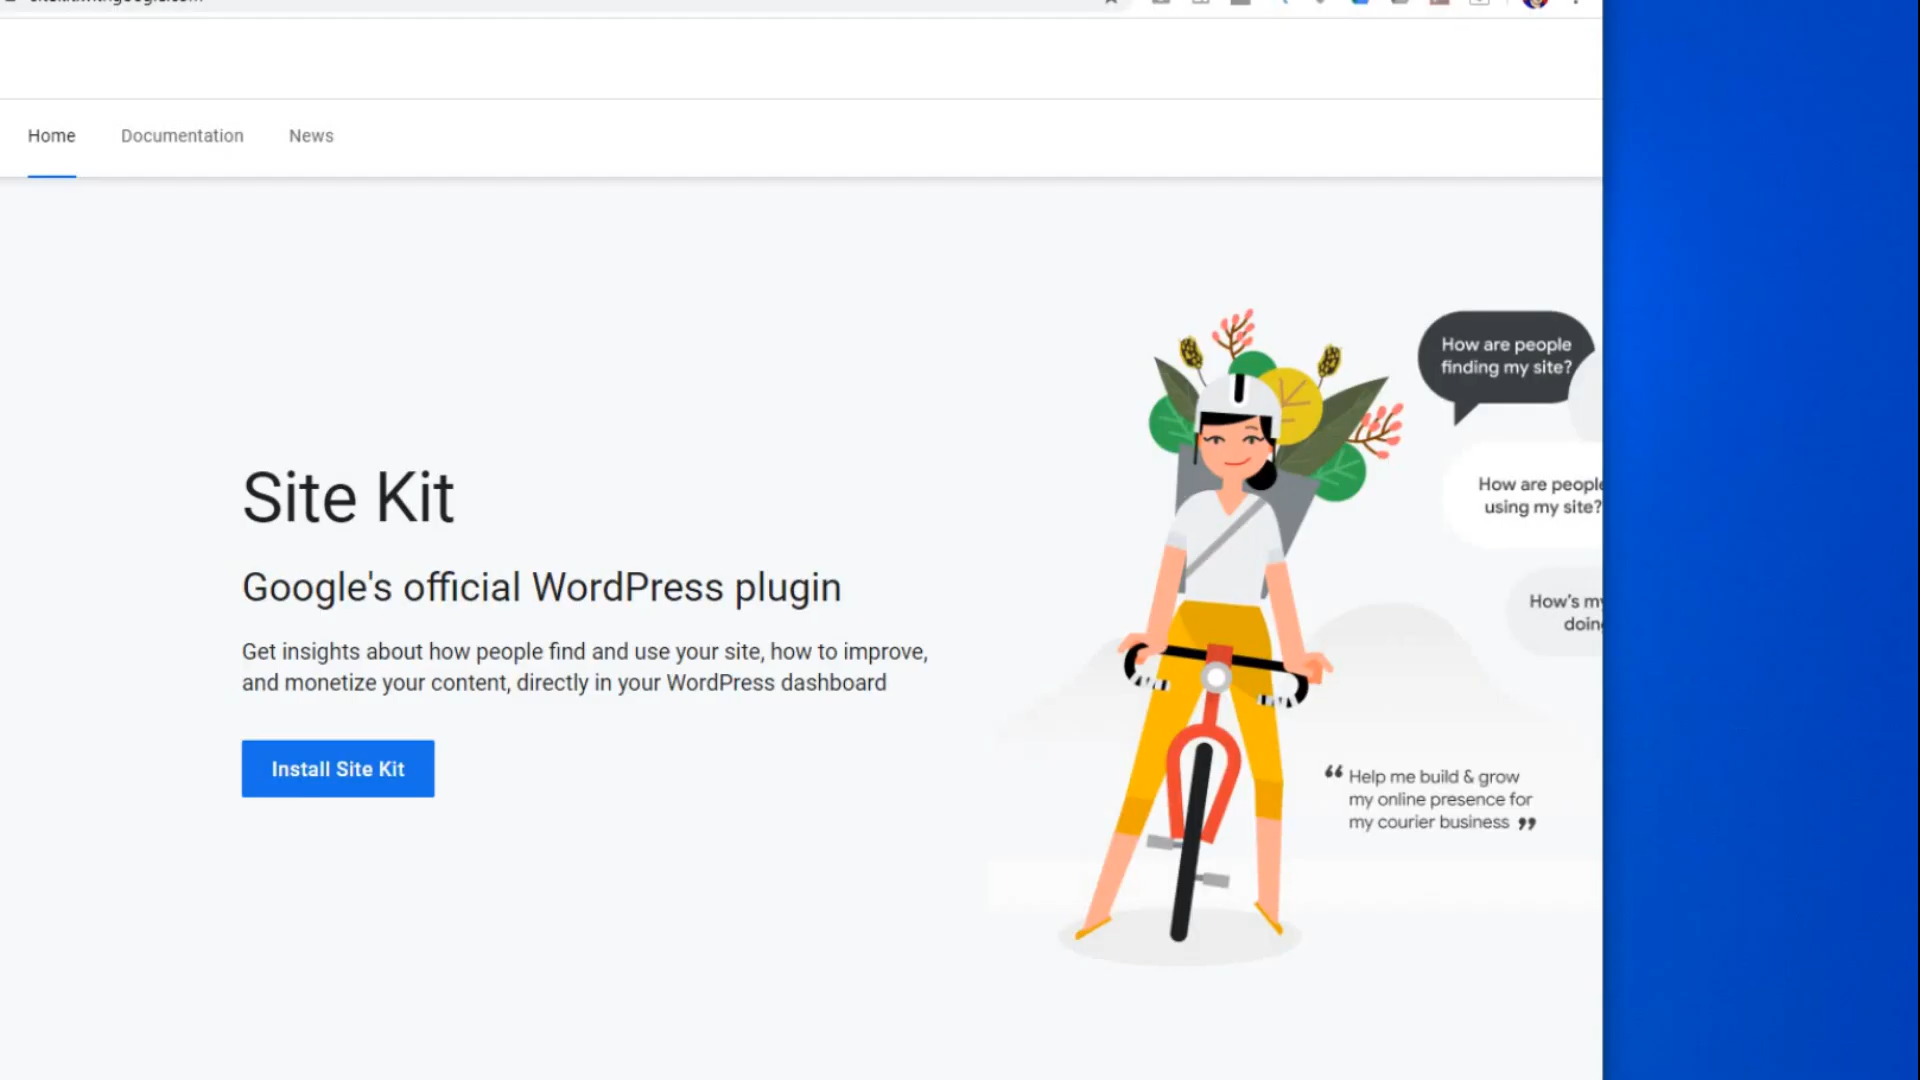 Home
Documentation
News
How are people
finding my site?
Site Kit
How are people
using my site?
Google's official WordPress plugin
How's my
doing
Get insights about how people find and use your site, how to improve,
and monetize your content, directly in your WordPress dashboard
Install Site Kit
“ Help me build & grow
my online presence for
my courier business ”